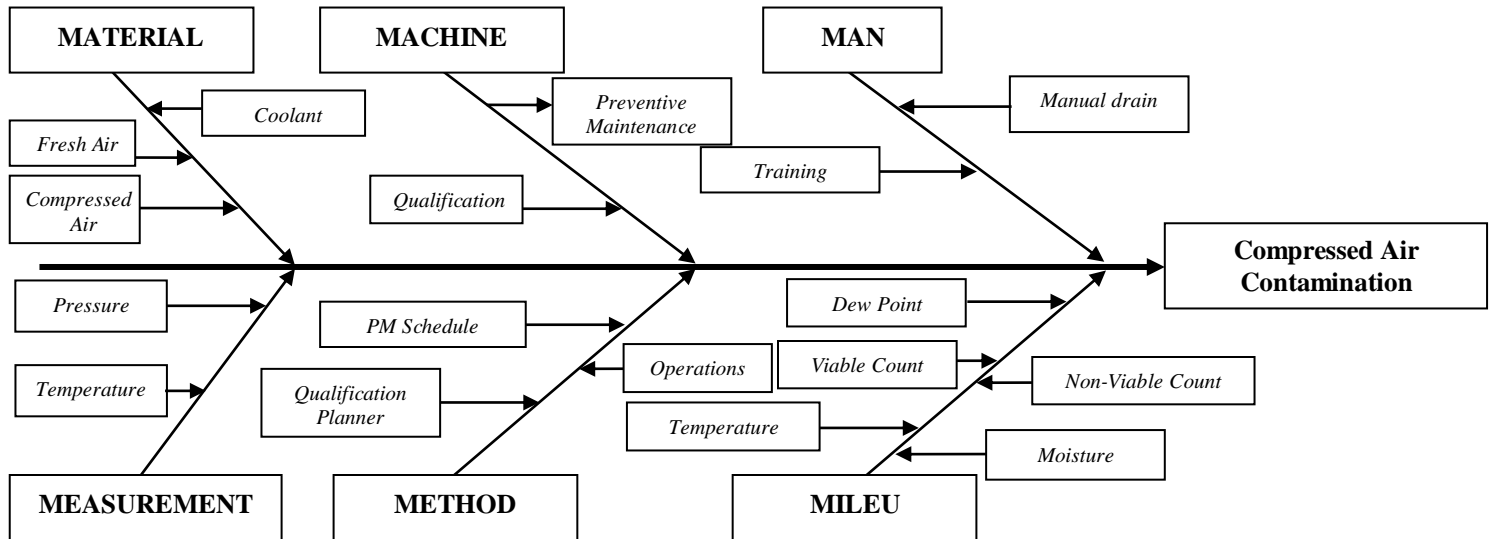 MATERIAL
MACHINE
MAN
Coolant
Preventive
Maintenance
Manual drain
Fresh Air
Training
Compressed
Air
Qualification
Compressed Air
Contamination
Pressure
PM Schedule
Dew Point
Temperature
Operations
Viable Count
Non-Viable Count
Qualification
Planner
Temperature
Moisture
MEASUREMENT
METHOD
MILEU